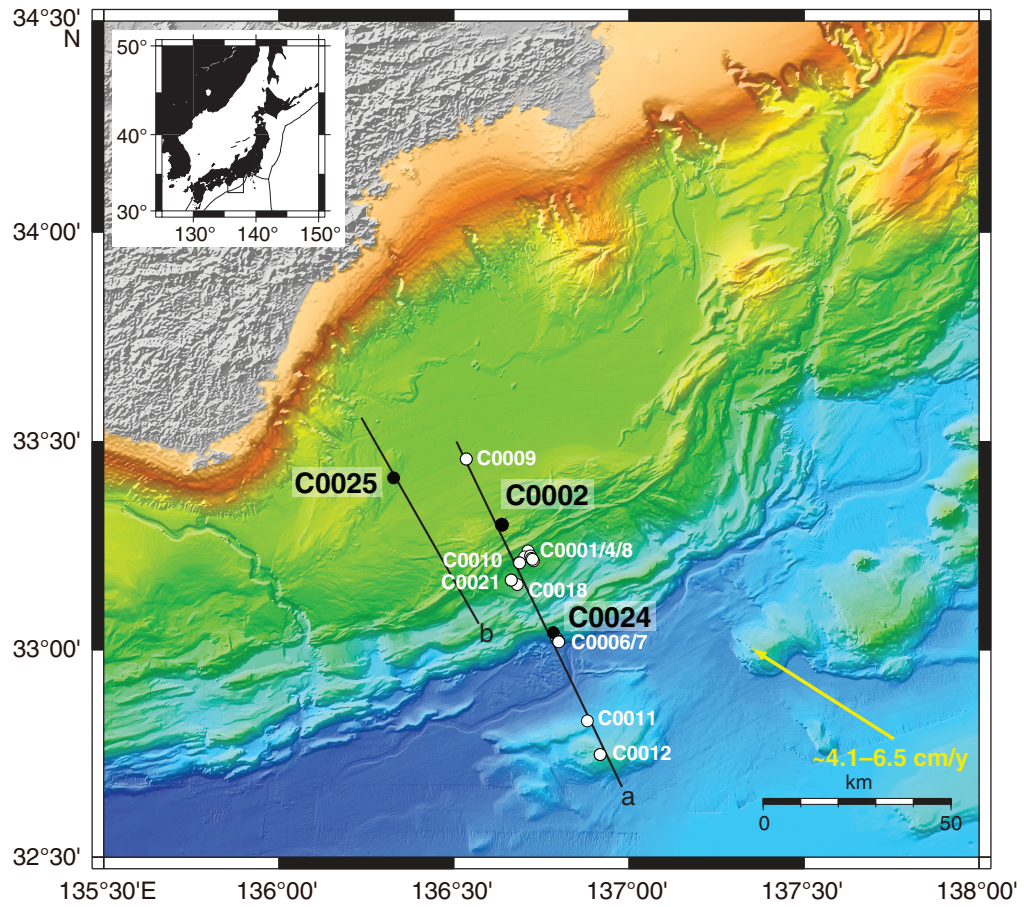 34°30'
N
50°
40°
30°
130°
140°
150°
34°00'
33°30'
C0009
C0025
C0002
C0001/4/8
C0010
C0021
C0018
C0024
b
C0006/7
33°00'
C0011
C0012
~4.1–6.5 cm/y
km
a
0
50
32°30'
135°30'E
136°00'
136°30'
137°00'
137°30'
138°00'